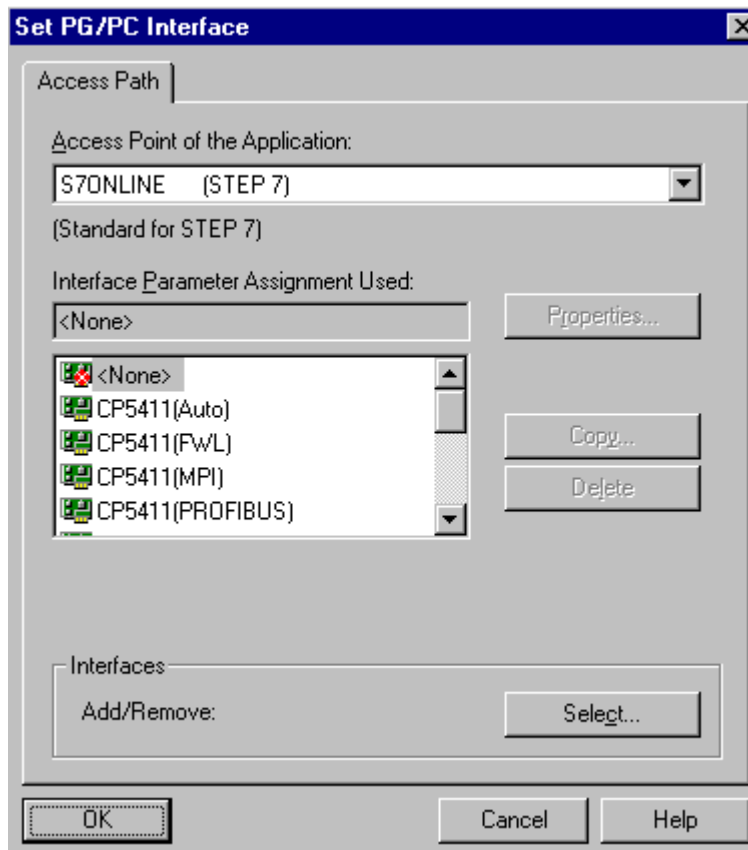 Set PG/PC Interface
Access Path
Access Point of the Application:
S7ONLINE (STEP 7)
(Standard for STEP 7)
Interface Parameter Assignment Used:
<None>
Properties...
<None>
CP5411(Auto)
CP5411(FWL)
CP5411(MPI)
CP5411(PROFIBUS)
Copy...
Delete
Interfaces
Add/Remove:
Select...
OK
Cancel
Help